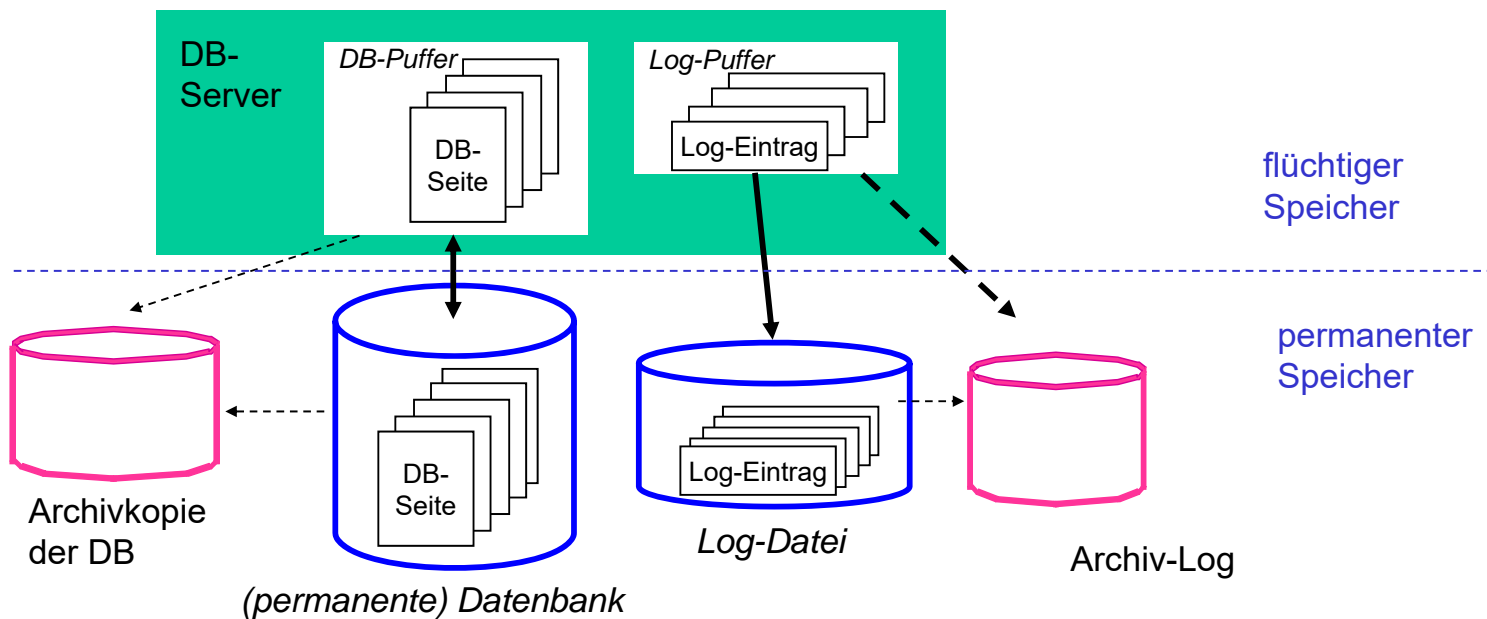 DB-
Server
DB-Puffer
DB-
Seite
Log-Puffer
Log-Eintrag
flüchtiger
Speicher
permanenter
Speicher
Archivkopie
der DB
DB-
Seite
(permanente) Datenbank
Log-Eintrag
Log-Datei
Archiv-Log